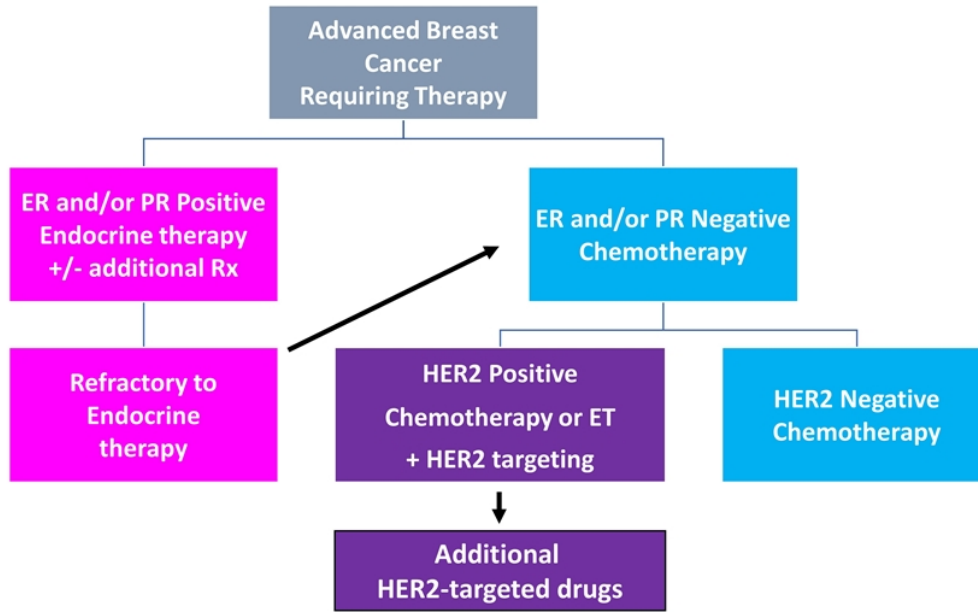 Advanced Breast
Cancer
Requiring Therapy
ER and/or PR Positive
Endocrine therapy
+/- additional Rx
ER and/or PR Negative
Chemotherapy
Refractory to
Endocrine
therapy
HER2 Positive
Chemotherapy or ET
+ HER2 targeting
HER2 Negative
Chemotherapy
Additional
HER2-targeted drugs